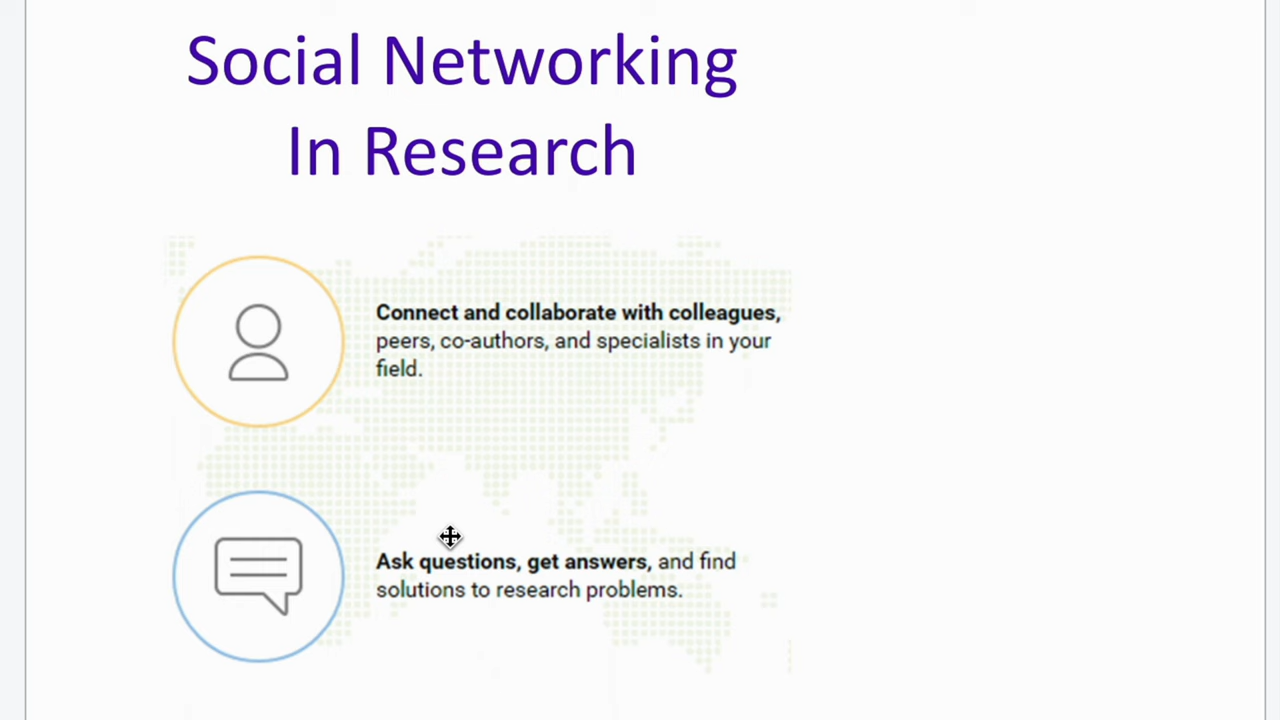 Social Networking
In Research
Connect and collaborate with colleagues,
peers, co-authors, and specialists in your
field.
Ask questions, get answers, and find
solutions to research problems.